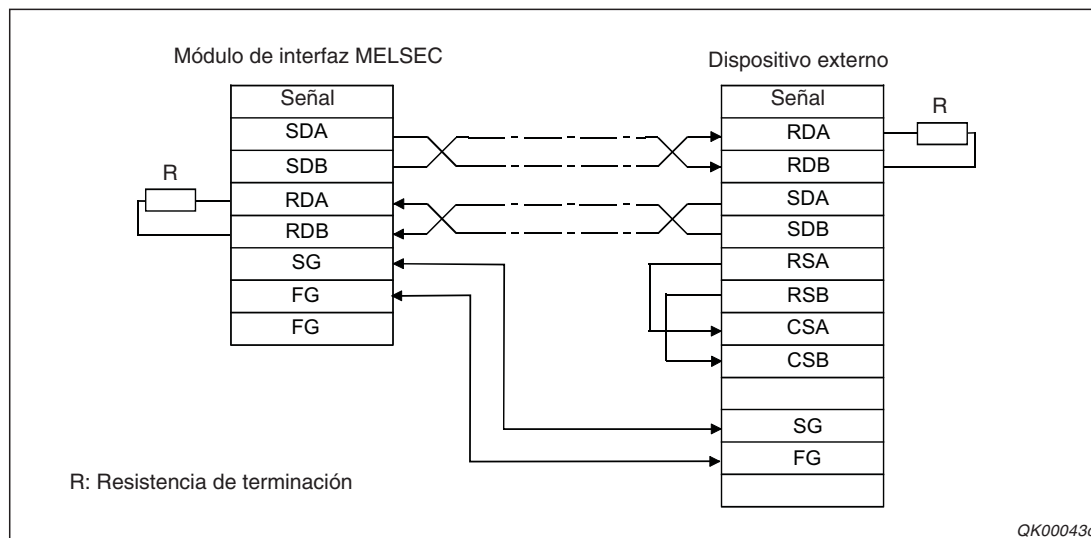 Módulo de interfaz MELSEC
Señal
SDA
SDB
RDA
RDB
SG
FG
FG
R
Dispositivo externo
Señal
RDA
RDB
SDA
SDB
RSA
RSB
CSA
CSB
SG
FG
R
R: Resistencia de terminación